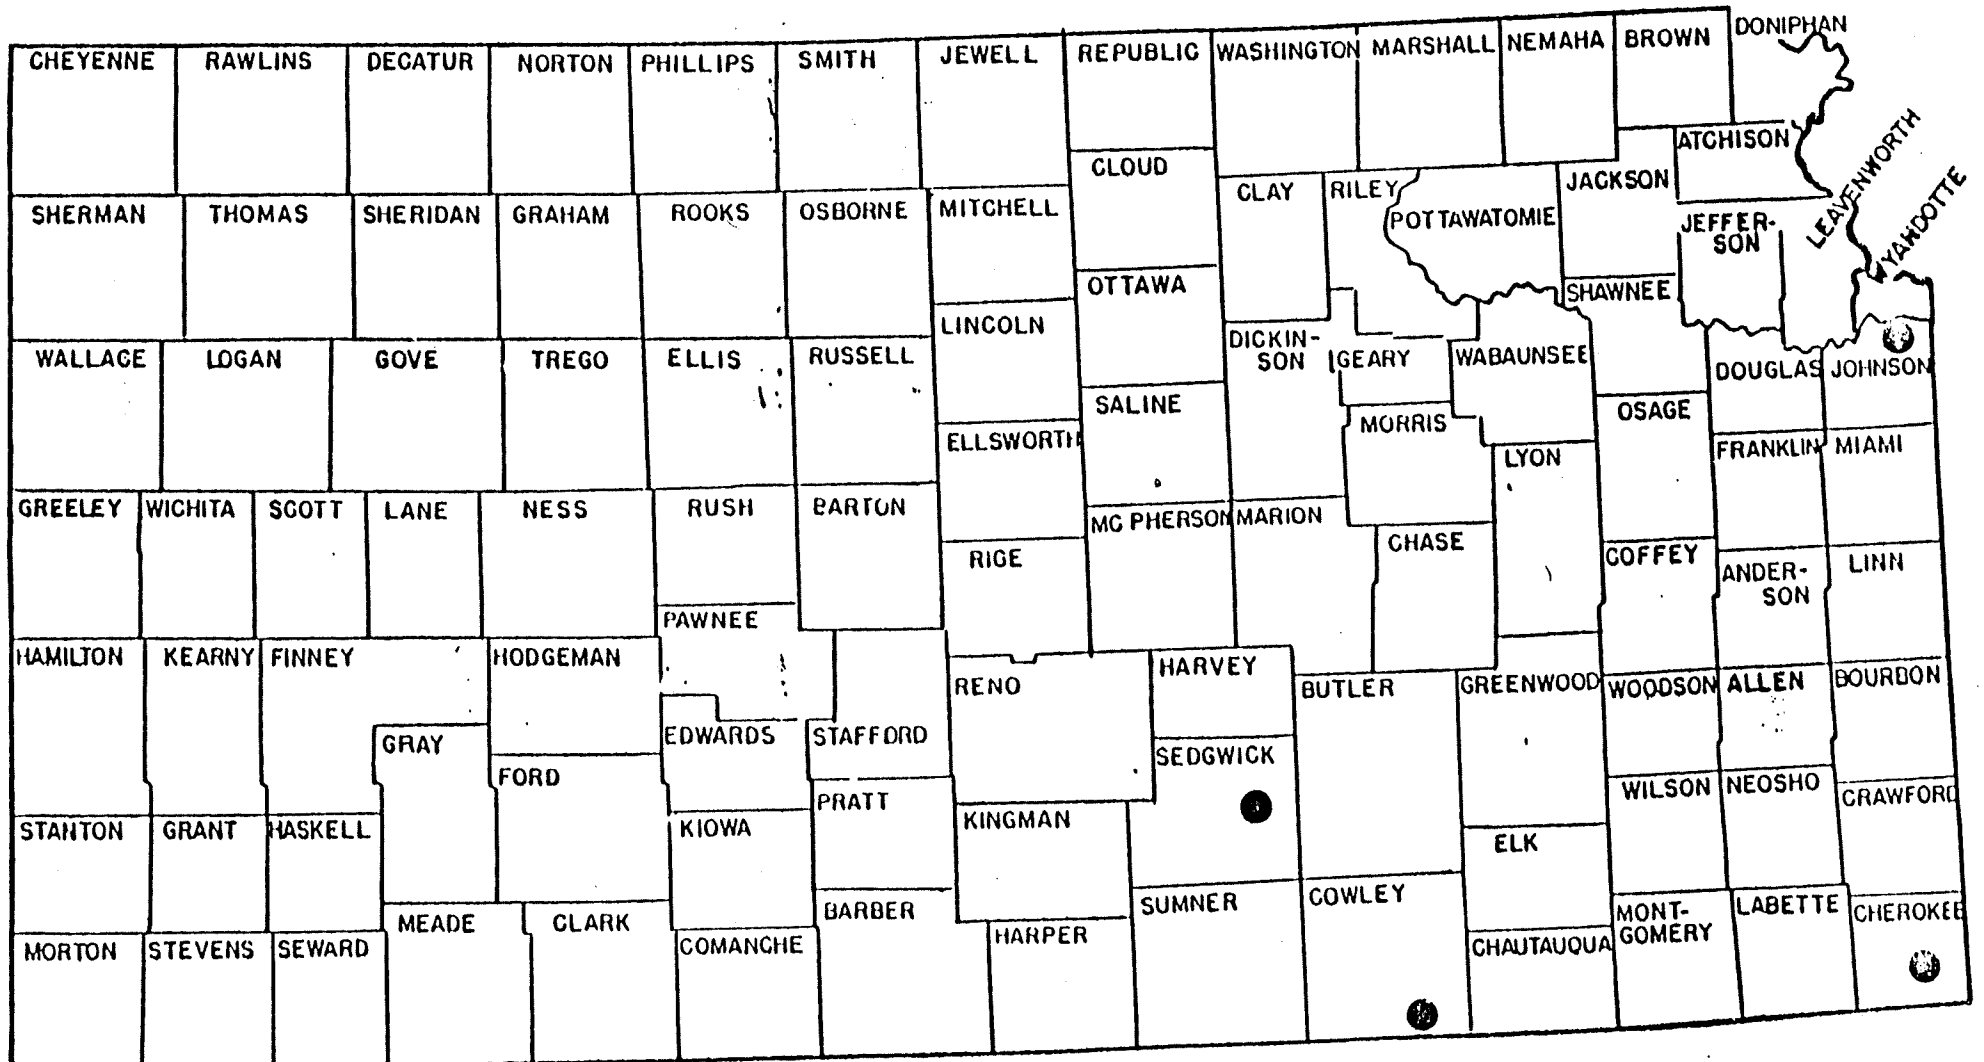 CHEYENNE RAWLINS DECATUR NORTON PHILLIPS SMITH JEWELL REPUBLIC WASHINGTON MARSHALL NEMAHA BROWN DONIPHAN
ATCHISON
LEAVENWORTH
WYANDOTTE
CLOUD
CLAY RILEY JACKSON
POTTAWATOMIE
SHERMAN THOMAS SHERIDAN GRAHAM ROOKS OSBORNE MITCHELL
JEFFER-
SON
OTTAWA
SHAWNEE
LINCOLN
DICKIN-
SON
GEARY WABAUNSEE
DOUGLAS JOHNSON
WALLACE LOGAN GOVE TREGO ELLIS RUSSELL
SALINE
MORRIS
OSAGE
ELLSWORTH
LYON
FRANKLIN MIAMI
GREELEY WICHITA SCOTT LANE NESS RUSH BARTON
MC PHERSON MARION
CHASE
RICE
COFFEY
ANDER-
SON
LINN
PAWNEE
HAMILTON KEARNY FINNEY HODGEMAN
RENO
HARVEY
BUTLER
GREENWOOD WOODSON ALLEN BOURBON
GRAY
EDWARDS STAFFORD
SEDGWICK
FORD
PRATT
WILSON NEOSHO CRAWFORD
STANTON GRANT HASKELL
KIOWA
KINGMAN
ELK
MEADE CLARK
BARBER
SUMNER COWLEY
MONT-
GOMERY
LABETTE CHEROKEE
MORTON STEVENS SEWARD
COMANCHE
HARPER
CHAUTAUQUA